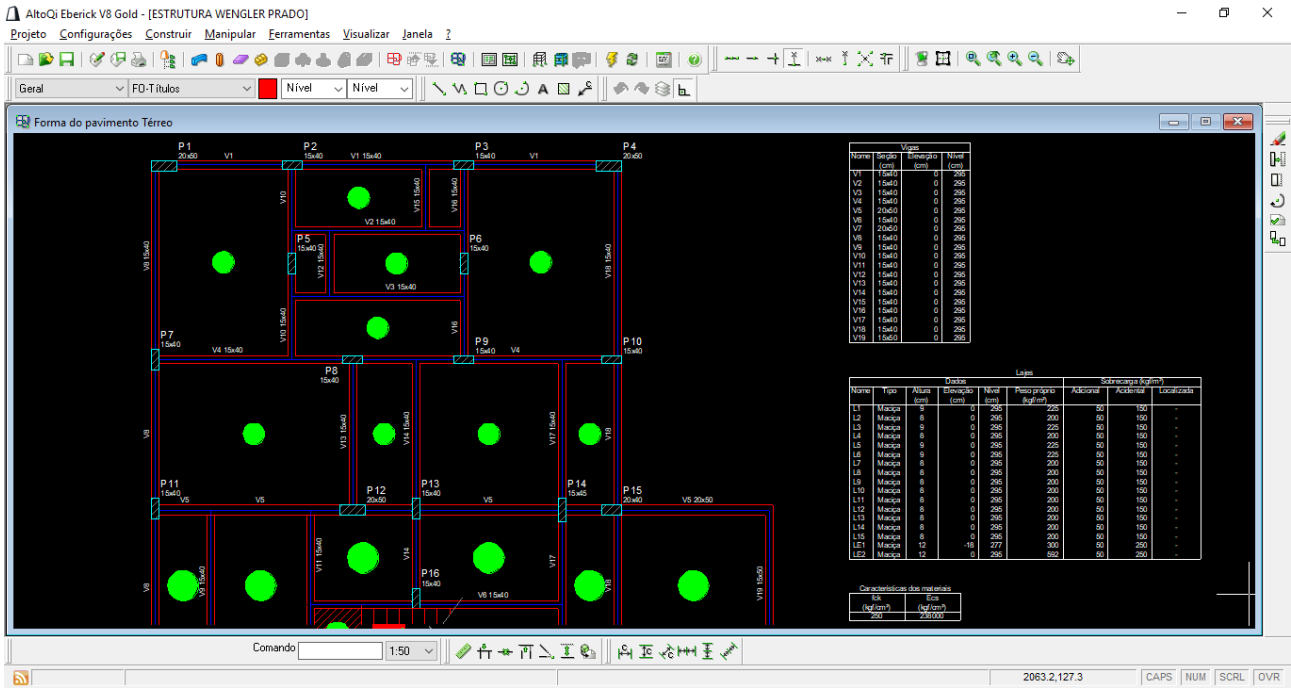 AltoQi Eberick V8 Gold - [ESTRUTURA WENGLER PRADO]
Projeto Configurações Construir Manipular Ferramentas Visualizar Janela ?
Geral F0-Títulos Nível Nível
Forma do pavimento Térreo
P1 P2 P3 P4
20x60 V1 15x40 V1 15x40 15x40 V1 20x60
V10 V15 15x40 V16 15x40
V2 15x40
P5 P6
15x40 15x40
V8 15x40 V12 15x40 V18 15x40
V3 15x40
V10 15x40 V16
P7 P9 P10
15x40 V4 15x40 15x40 V4 15x40
P8
15x40
V8 V13 15x40 V14 15x40 V17 15x40 V18
P11 P12 P13 P14 P15
15x40 V5 V5 20x50 15x40 V5 15x45 20x40 V5 20x50
V8 V9 15x40 V11 15x40 V14 V17 V18 V19 15x50
P16
15x40
V6 15x40
Vigas
Nome Seção Elevação Nível
(cm) (cm) (cm)
V1 15x40 0 295
V2 15x40 0 295
V3 15x40 0 295
V4 15x40 0 295
V5 20x50 0 295
V6 15x40 0 295
V7 20x50 0 295
V8 15x40 0 295
V9 15x40 0 295
V10 15x40 0 295
V11 15x40 0 295
V12 15x40 0 295
V13 15x40 0 295
V14 15x40 0 295
V15 15x40 0 295
V16 15x40 0 295
V17 15x40 0 295
V18 15x40 0 295
V19 15x50 0 295
Lajes
Dados Sobrecarga (kgf/m²)
Nome Tipo Altura Elevação Nível Peso próprio Adicional Acidental Localizada
(cm) (cm) (cm) (kgf/m²)
L1 Maciça 9 0 295 225 50 150 -
L2 Maciça 8 0 295 200 50 150 -
L3 Maciça 9 0 295 225 50 150 -
L4 Maciça 8 0 295 200 50 150 -
L5 Maciça 9 0 295 225 50 150 -
L6 Maciça 9 0 295 225 50 150 -
L7 Maciça 8 0 295 200 50 150 -
L8 Maciça 8 0 295 200 50 150 -
L9 Maciça 8 0 295 200 50 150 -
L10 Maciça 8 0 295 200 50 150 -
L11 Maciça 8 0 295 200 50 150 -
L12 Maciça 8 0 295 200 50 150 -
L13 Maciça 8 0 295 200 50 150 -
L14 Maciça 8 0 295 200 50 150 -
L15 Maciça 8 0 295 200 50 150 -
LE1 Maciça 12 -18 277 300 50 250 -
LE2 Maciça 12 0 295 592 50 250 -
Características dos materiais
fck Ecs
(kgf/cm²) (kgf/cm²)
250 238000
Comando 1:50
2063.2,127.3 CAPS NUM SCRL OVR